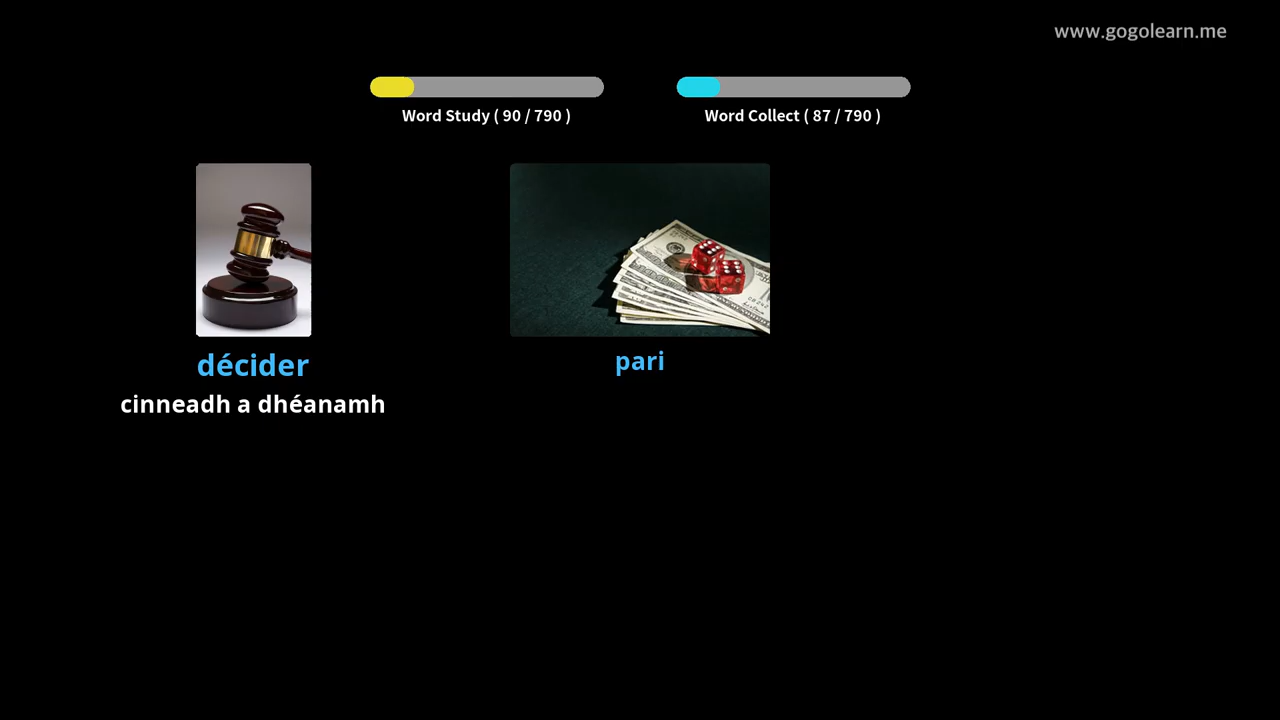 www.gogolearn.me
Word Study ( 90 / 790 )
Word Collect ( 87 / 790 )
décider
pari
cinneadh a dhéanamh